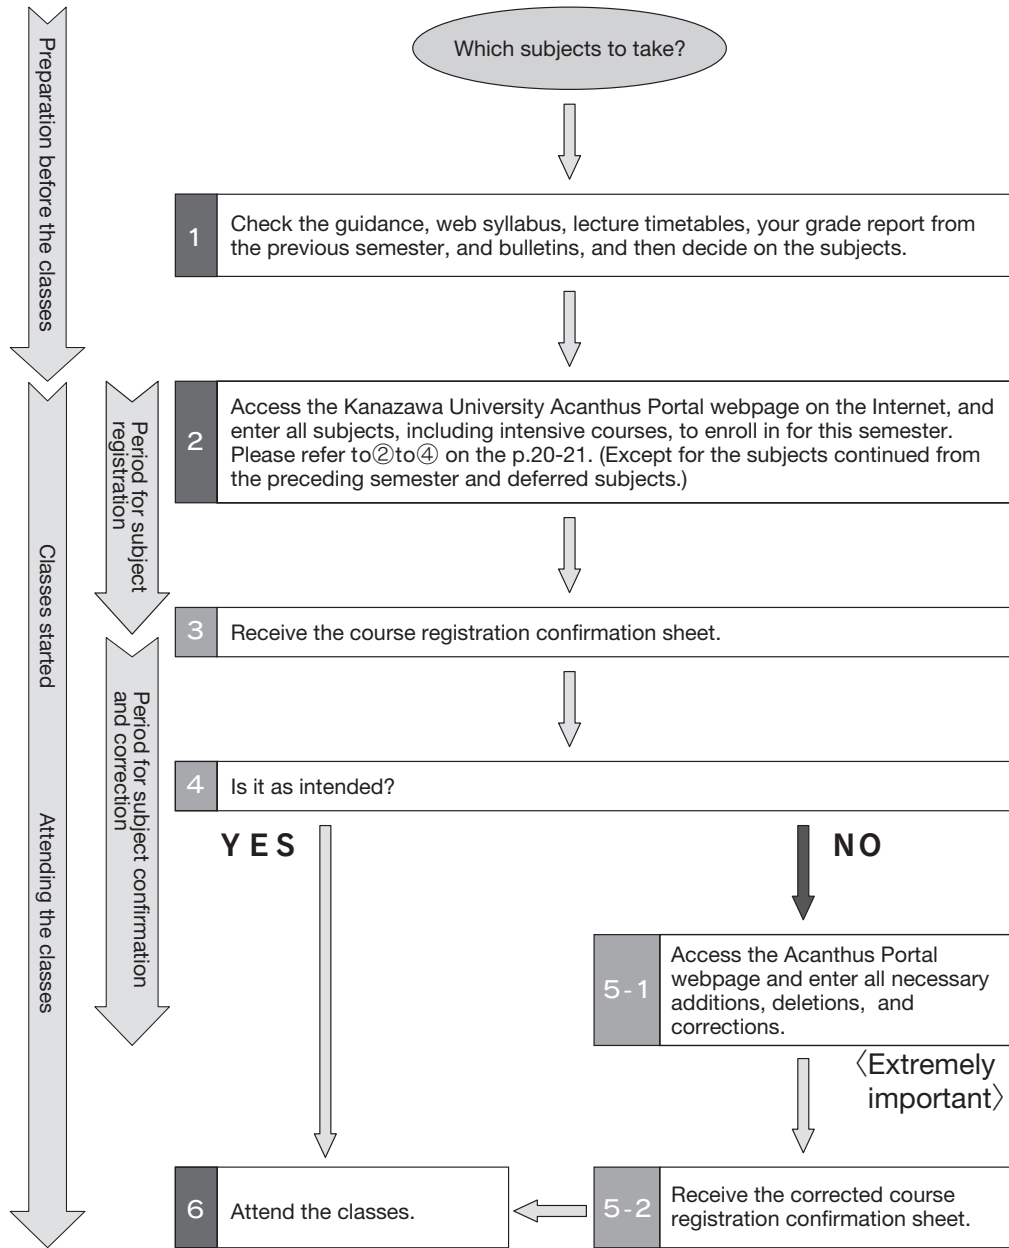 Which subjects to take?
Preparation before the classes
1
Check the guidance, web syllabus, lecture timetables, your grade report from
the previous semester, and bulletins, and then decide on the subjects.
Classes started
Attending the classes
Period for subject
registration
2
Access the Kanazawa University Acanthus Portal webpage on the Internet, and
enter all subjects, including intensive courses, to enroll in for this semester.
Please refer to②to④ on the p.20-21. (Except for the subjects continued from
the preceding semester and deferred subjects.)
3
Receive the course registration confirmation sheet.
Period for subject confirmation
and correction
4
Is it as intended?
YES
NO
5-1
Access the Acanthus Portal
webpage and enter all necessary
additions, deletions, and
corrections.
〈Extremely
important〉
5-2
Receive the corrected course
registration confirmation sheet.
6
Attend the classes.